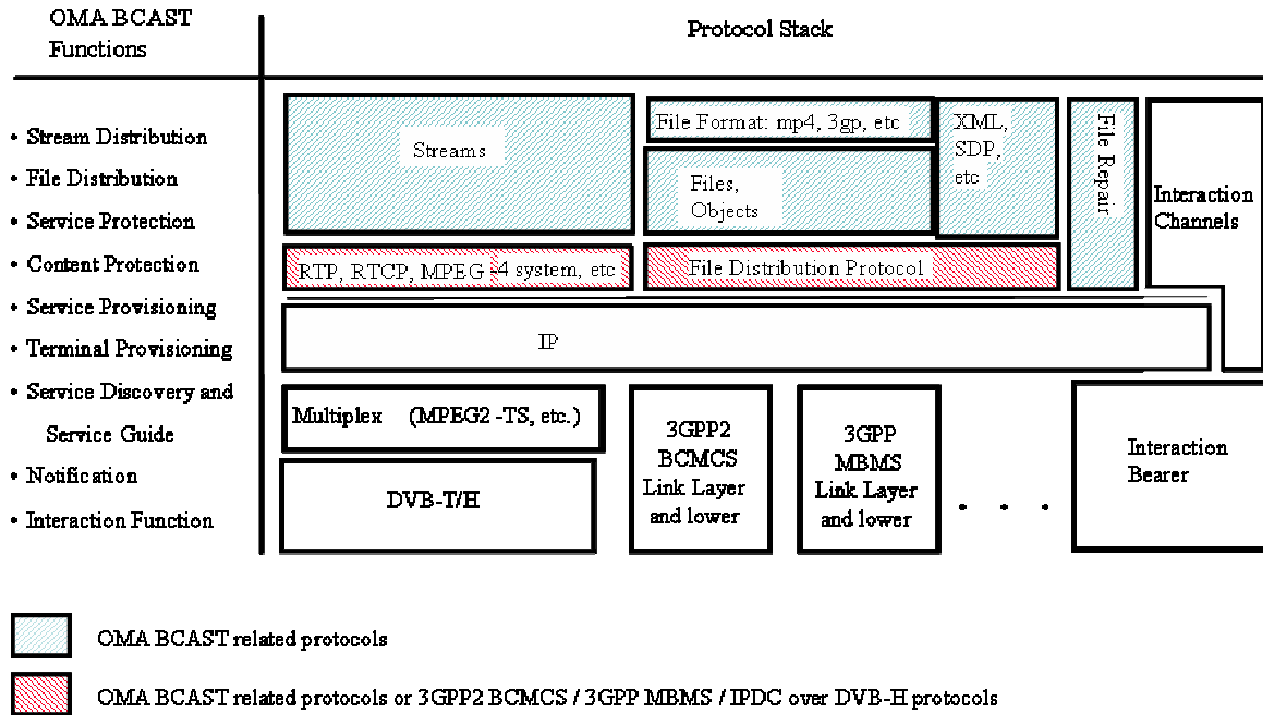 OMA BCAST
Functions
Protocol Stack
• Stream Distribution
• File Distribution
• Service Protection
• Content Protection
• Service Provisioning
• Terminal Provisioning
• Service Discovery and
Service Guide
• Notification
• Interaction Function
Streams
File Format: mp4, 3gp, etc
Files,
Objects
XML,
SDP,
etc
File Repair
Interaction
Channels
RTP, RTCP, MPEG -4 system, etc
File Distribution Protocol
IP
Multiplex (MPEG2 -TS, etc.)
DVB-T/H
3GPP2
BCMCS
Link Layer
and lower
3GPP
MBMS
Link Layer
and lower
. . .
Interaction
Bearer
OMA BCAST related protocols
OMA BCAST related protocols or 3GPP2 BCMCS / 3GPP MBMS / IPDC over DVB-H protocols